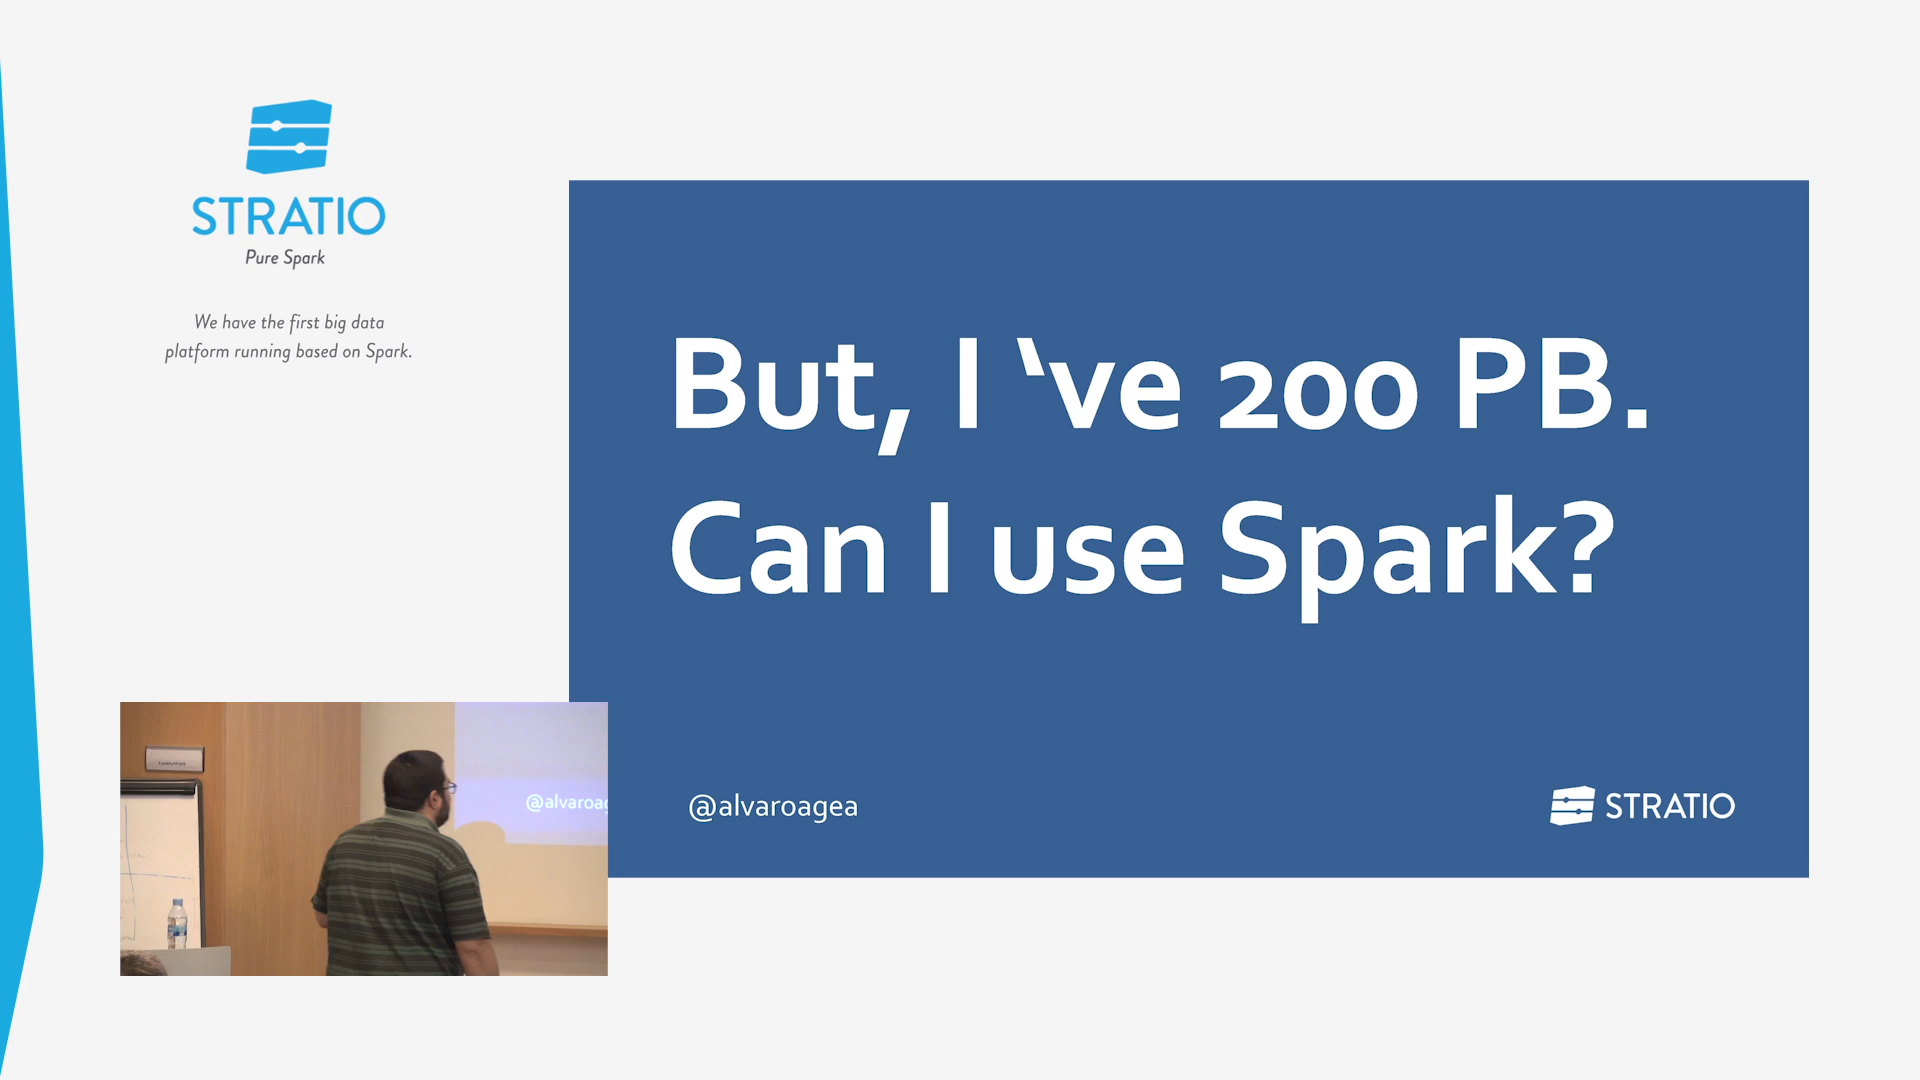 STRATIO
Pure Spark
We have the first big data
platform running based on Spark.
But, I ‘ve 200 PB.
Can I use Spark?
@alvaroagea
STRATIO
@alvaroag